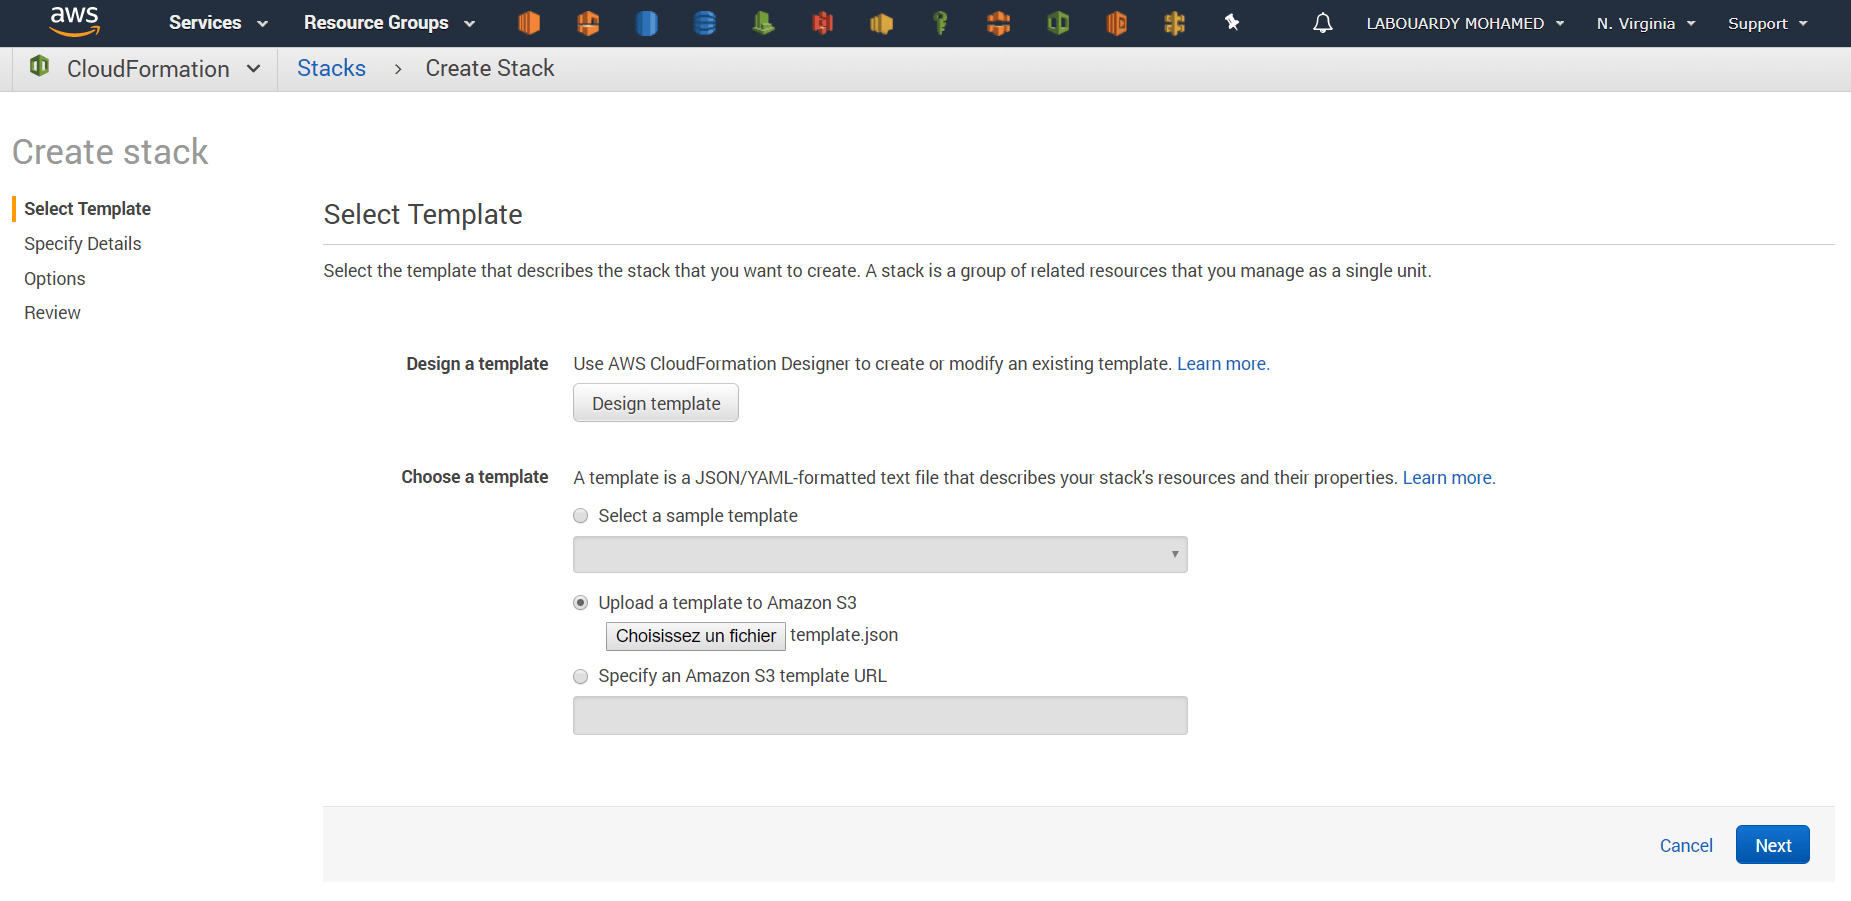 aws Services Resource Groups LABOUARDY MOHAMED N. Virginia Support
CloudFormation Stacks > Create Stack
Create stack
Select Template
Specify Details
Options
Review
Select Template
Select the template that describes the stack that you want to create. A stack is a group of related resources that you manage as a single unit.
Design a template Use AWS CloudFormation Designer to create or modify an existing template. Learn more.
Design template
Choose a template A template is a JSON/YAML-formatted text file that describes your stack's resources and their properties. Learn more.
Select a sample template
Upload a template to Amazon S3
Choisissez un fichier template.json
Specify an Amazon S3 template URL
Cancel Next